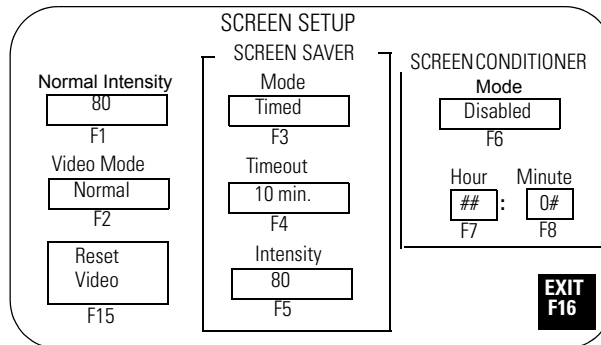 SCREEN SETUP
Normal Intensity
80
F1
Video Mode
Normal
F2
Reset
Video
F15
SCREEN SAVER
Mode
Timed
F3
Timeout
10 min.
F4
Intensity
80
F5
SCREEN CONDITIONER
Mode
Disabled
F6
Hour Minute
## : 0#
F7 F8
EXIT
F16